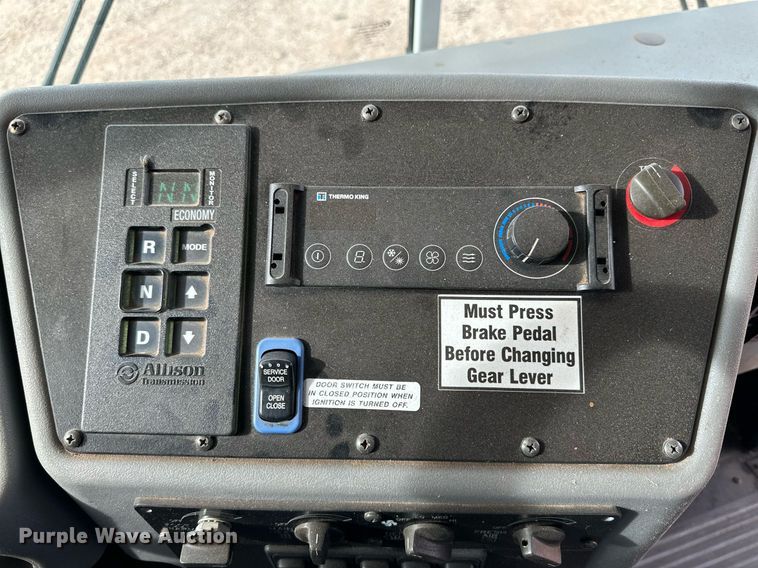 SELECT
MONITOR
ECONOMY
R
MODE
N
D
Allison
Transmission
THERMO KING
SERVICE
DOOR
OPEN
CLOSE
DOOR SWITCH MUST BE
IN CLOSED POSITION WHEN
IGNITION IS TURNED OFF.
Must Press
Brake Pedal
Before Changing
Gear Lever
Purple Wave Auction